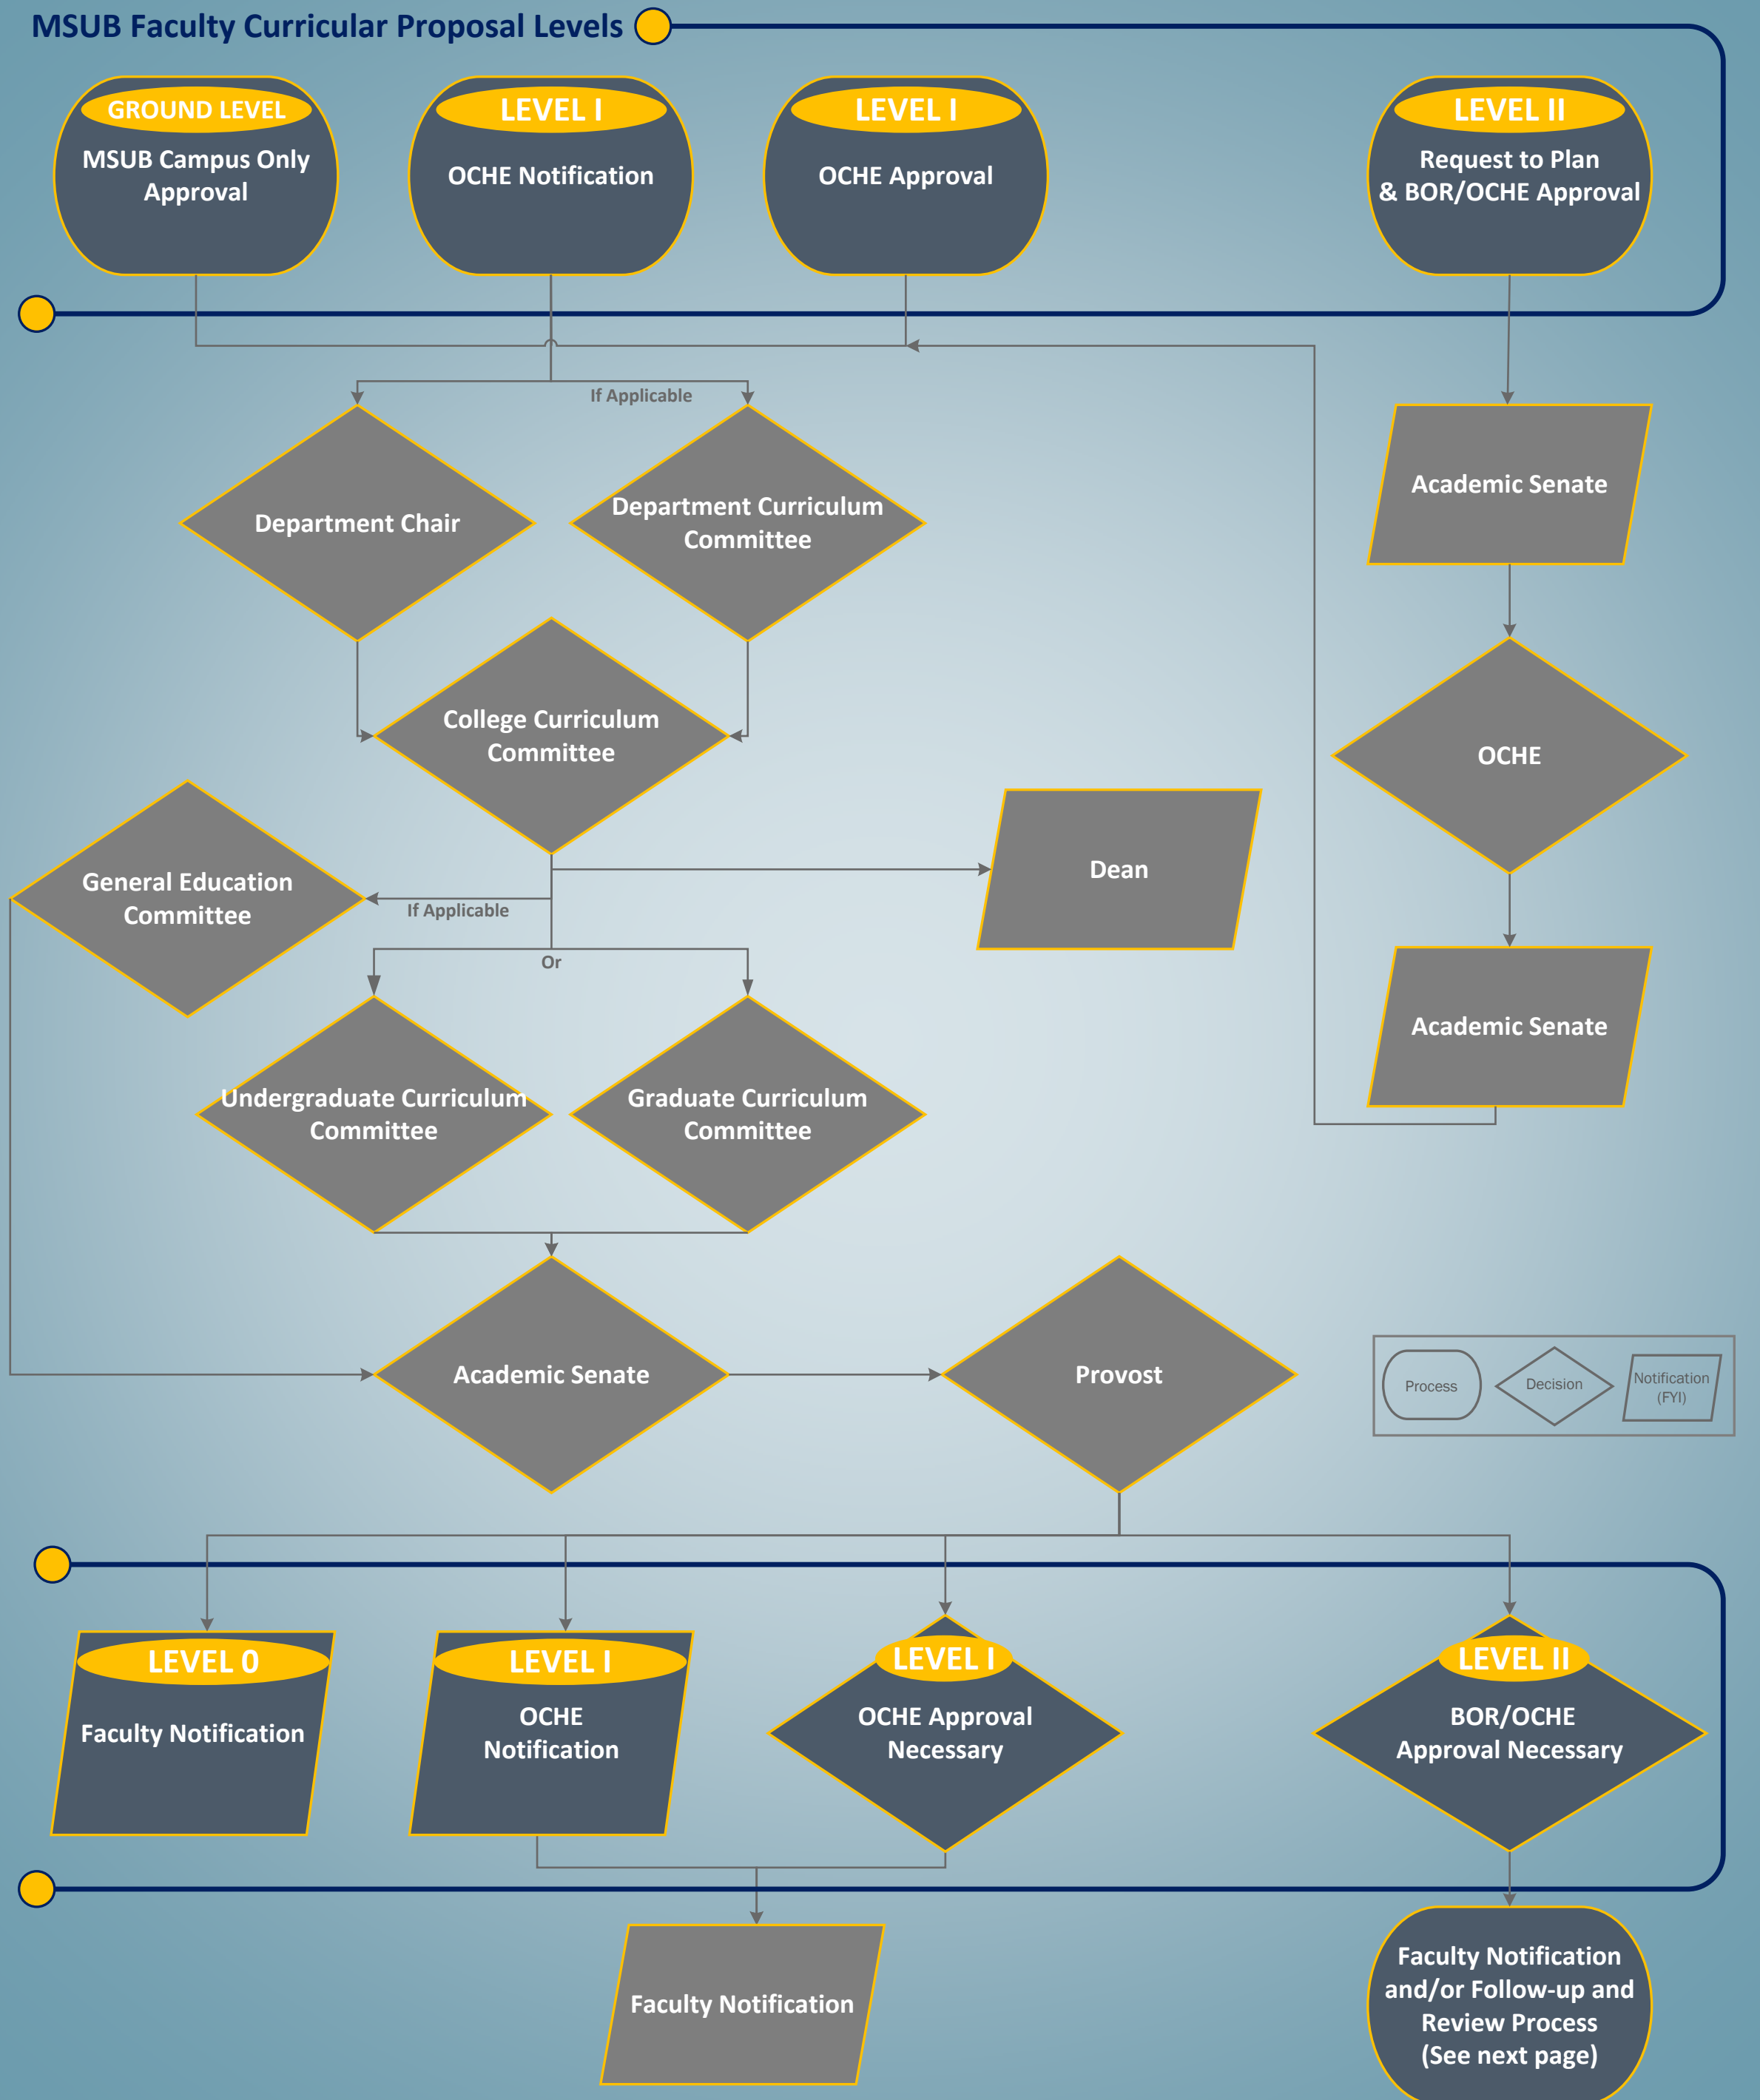 MSUB Faculty Curricular Proposal Levels
GROUND LEVEL
MSUB Campus Only
Approval
LEVEL I
OCHE Notification
LEVEL I
OCHE Approval
LEVEL II
Request to Plan
& BOR/OCHE Approval
If Applicable
Department Chair
Department Curriculum
Committee
Academic Senate
College Curriculum
Committee
OCHE
General Education
Committee
If Applicable
Dean
Or
Academic Senate
Undergraduate Curriculum
Committee
Graduate Curriculum
Committee
Academic Senate
Provost
Process
Decision
Notification
(FYI)
LEVEL 0
Faculty Notification
LEVEL I
OCHE
Notification
LEVEL I
OCHE Approval
Necessary
LEVEL II
BOR/OCHE
Approval Necessary
Faculty Notification
Faculty Notification
and/or Follow-up and
Review Process
(See next page)